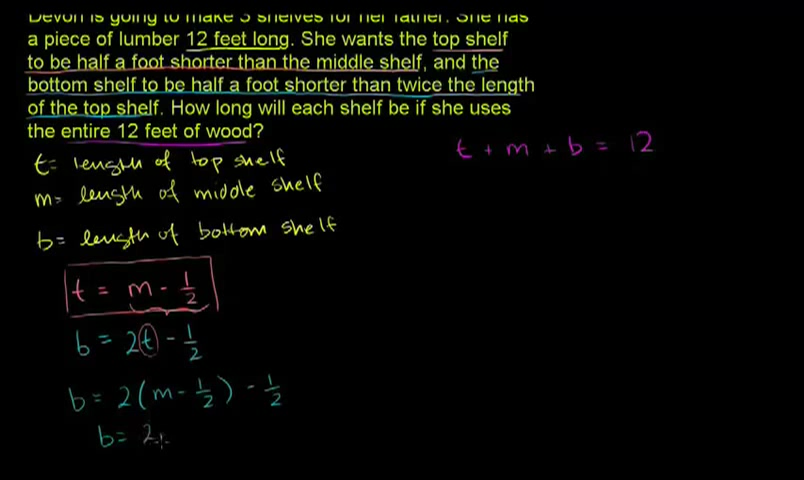 Devon is going to make 3 shelves for her father. She has
a piece of lumber 12 feet long. She wants the top shelf
to be half a foot shorter than the middle shelf, and the
bottom shelf to be half a foot shorter than twice the length
of the top shelf. How long will each shelf be if she uses
the entire 12 feet of wood?
t + m + b = 12
t= length of top shelf
m= length of middle shelf
b= length of bottom shelf
t = m - 1/2
b = 2t - 1/2
b = 2(m - 1/2) - 1/2
b = 2